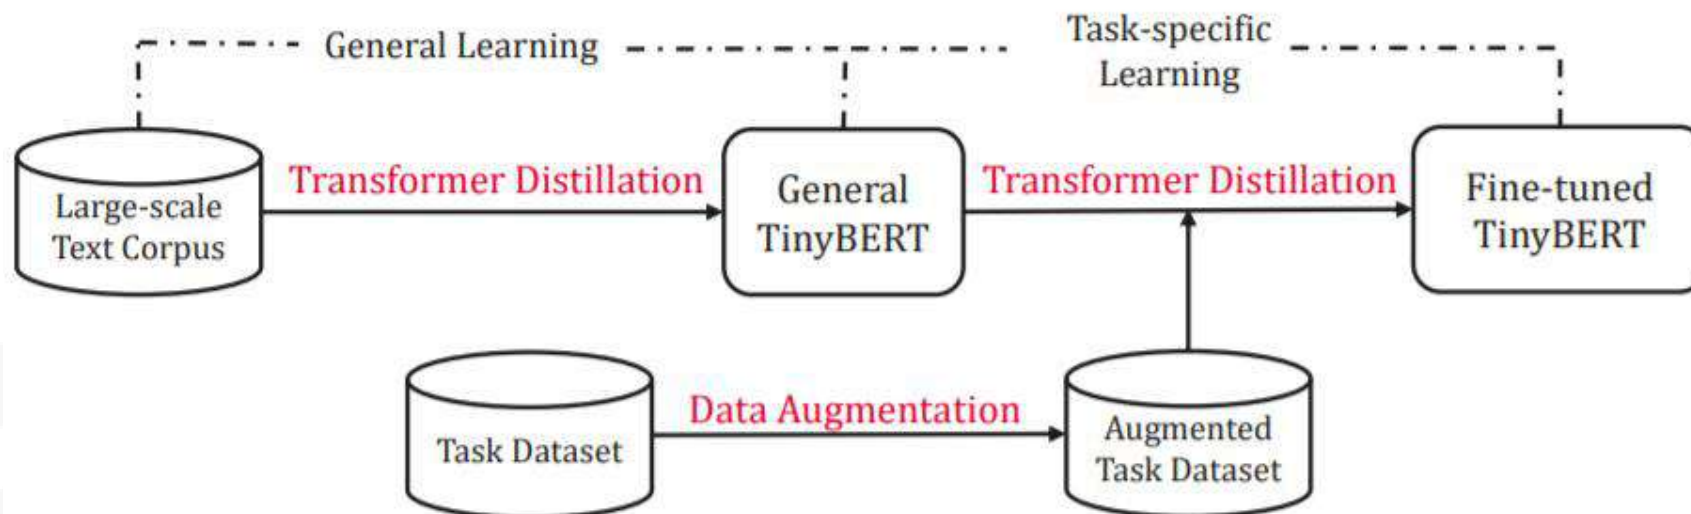 General Learning
Task-specific
Learning
Large-scale
Text Corpus
Transformer Distillation
General
TinyBERT
Transformer Distillation
Fine-tuned
TinyBERT
Task Dataset
Data Augmentation
Augmented
Task Dataset